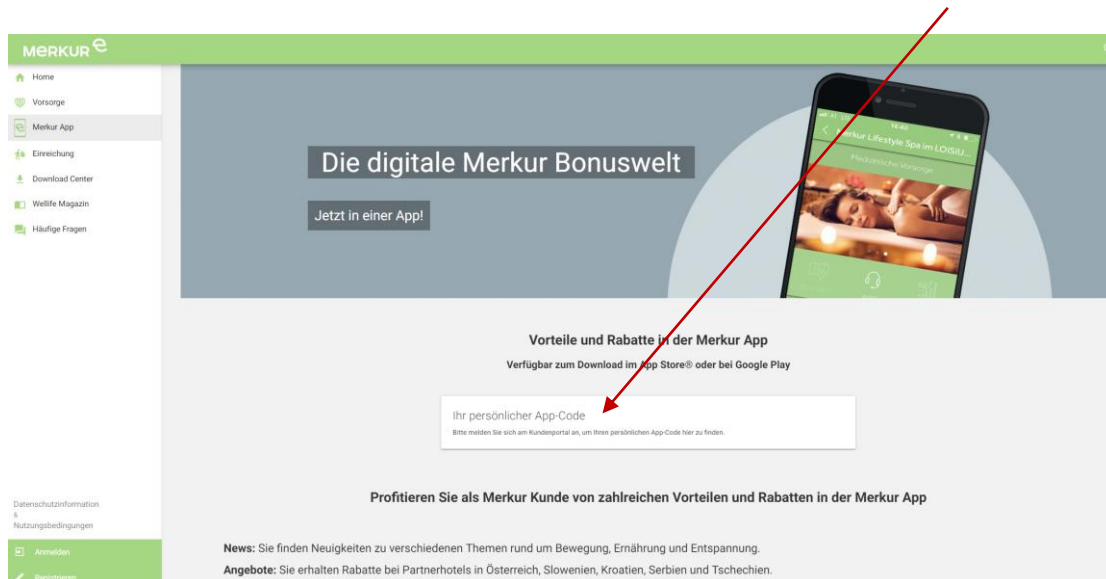 MERKUR e
Home
Vorsorge
Merkur App
Einreichung
Download Center
Wellife Magazin
Häufige Fragen
Die digitale Merkur Bonuswelt
Jetzt in einer App!
Merkur Lifestyle Spa im LOISIU...
Medizinische Vorsorge
Vorteile und Rabatte in der Merkur App
Verfügbar zum Download im App Store® oder bei Google Play
Ihr persönlicher App-Code
Bitte melden Sie sich am Kundenportal an, um Ihren persönlichen App-Code hier zu finden.
Profitieren Sie als Merkur Kunde von zahlreichen Vorteilen und Rabatten in der Merkur App
News: Sie finden Neuigkeiten zu verschiedenen Themen rund um Bewegung, Ernährung und Entspannung.
Angebote: Sie erhalten Rabatte bei Partnerhotels in Österreich, Slowenien, Kroatien, Serbien und Tschechien.
Datenschutzinformation
&
Nutzungsbedingungen
Anmelden
Registrieren